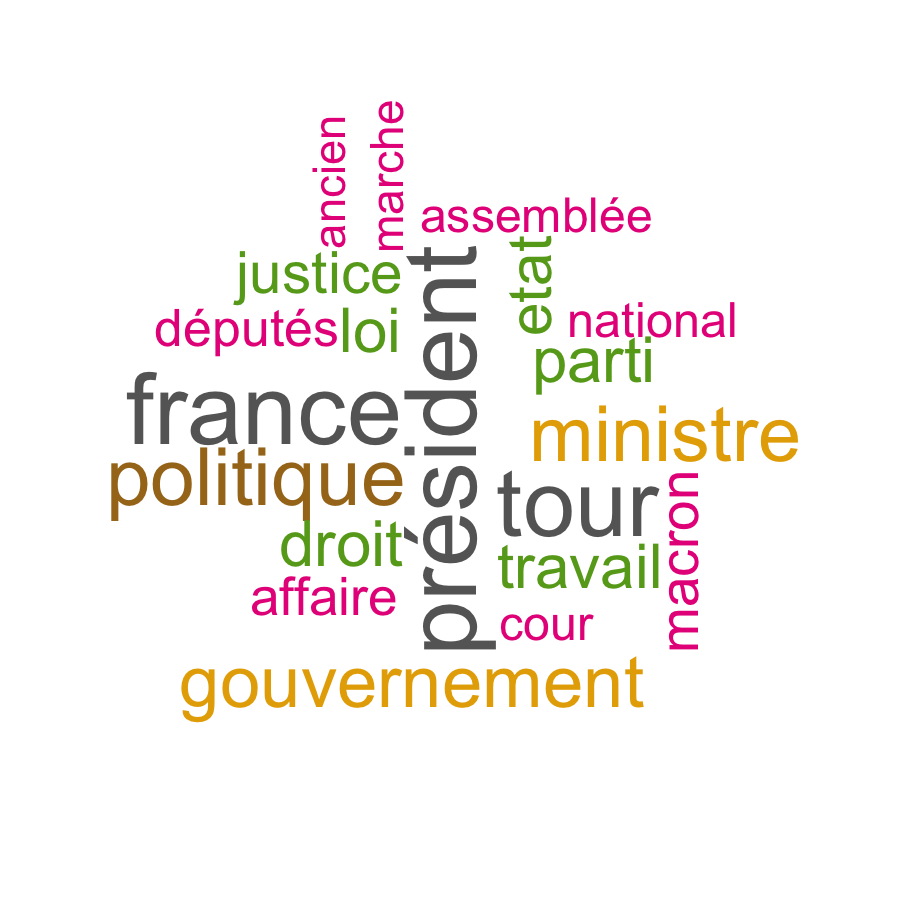 ancien
marche
assemblée
justice
etat
députés
loi
national
parti
france
président
ministre
politique
tour
macron
droit
travail
affaire
cour
gouvernement